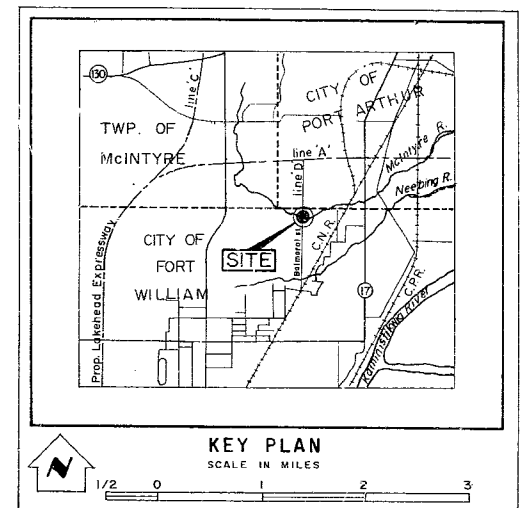 130
line 'C'
CITY OF
PORT ARTHUR
TWP. OF
McINTYRE
line 'A'
McIntyre R.
line 'D'
Neebing R.
CITY OF
FORT
WILLIAM
SITE
Balmoral St.
C.N.R.
17
C.P.R.
Prop. Lakehead Expressway
Kaministikwia River
KEY PLAN
SCALE IN MILES
N
1/2 0 1 2 3